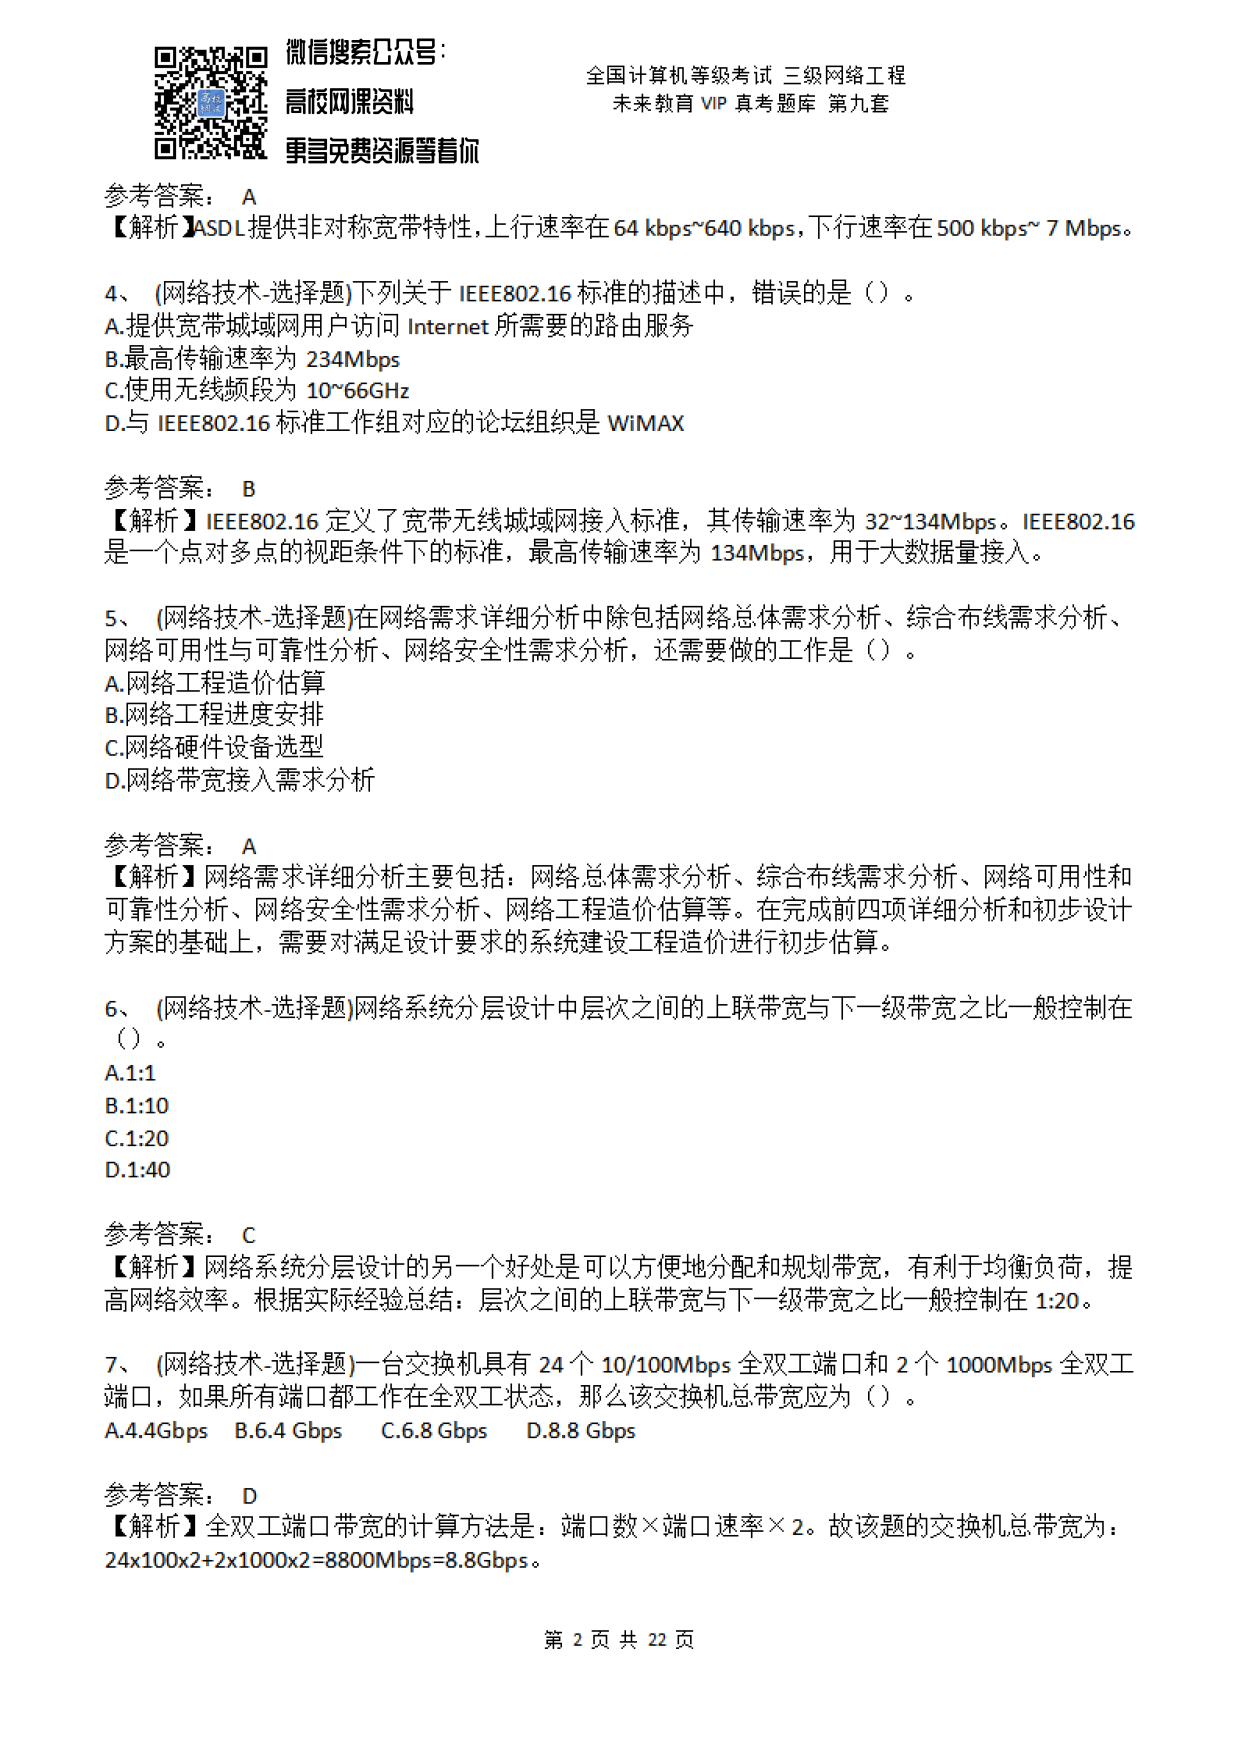 微信搜索公众号：
高校网课资料
更多免费资源等着你
全国计算机等级考试 三级网络工程
未来教育 VIP 真考题库 第九套
参考答案： A
【解析】ASDL提供非对称宽带特性，上行速率在 64 kbps~640 kbps，下行速率在 500 kbps~ 7 Mbps。
4、 (网络技术-选择题)下列关于 IEEE802.16 标准的描述中，错误的是（）。
A.提供宽带城域网用户访问 Internet 所需要的路由服务
B.最高传输速率为 234Mbps
C.使用无线频段为 10~66GHz
D.与 IEEE802.16 标准工作组对应的论坛组织是 WiMAX
参考答案： B
【解析】IEEE802.16 定义了宽带无线城域网接入标准，其传输速率为 32~134Mbps。IEEE802.16
是一个点对多点的视距条件下的标准，最高传输速率为 134Mbps，用于大数据量接入。
5、 (网络技术-选择题)在网络需求详细分析中除包括网络总体需求分析、综合布线需求分析、
网络可用性与可靠性分析、网络安全性需求分析，还需要做的工作是（）。
A.网络工程造价估算
B.网络工程进度安排
C.网络硬件设备选型
D.网络带宽接入需求分析
参考答案： A
【解析】网络需求详细分析主要包括：网络总体需求分析、综合布线需求分析、网络可用性和
可靠性分析、网络安全性需求分析、网络工程造价估算等。在完成前四项详细分析和初步设计
方案的基础上，需要对满足设计要求的系统建设工程造价进行初步估算。
6、 (网络技术-选择题)网络系统分层设计中层次之间的上联带宽与下一级带宽之比一般控制在
（）。
A.1:1
B.1:10
C.1:20
D.1:40
参考答案： C
【解析】网络系统分层设计的另一个好处是可以方便地分配和规划带宽，有利于均衡负荷，提
高网络效率。根据实际经验总结：层次之间的上联带宽与下一级带宽之比一般控制在 1:20。
7、 (网络技术-选择题)一台交换机具有 24 个 10/100Mbps 全双工端口和 2 个 1000Mbps 全双工
端口，如果所有端口都工作在全双工状态，那么该交换机总带宽应为（）。
A.4.4Gbps B.6.4 Gbps C.6.8 Gbps D.8.8 Gbps
参考答案： D
【解析】全双工端口带宽的计算方法是：端口数×端口速率×2。故该题的交换机总带宽为：
24x100x2+2x1000x2=8800Mbps=8.8Gbps。
第 2 页 共 22 页